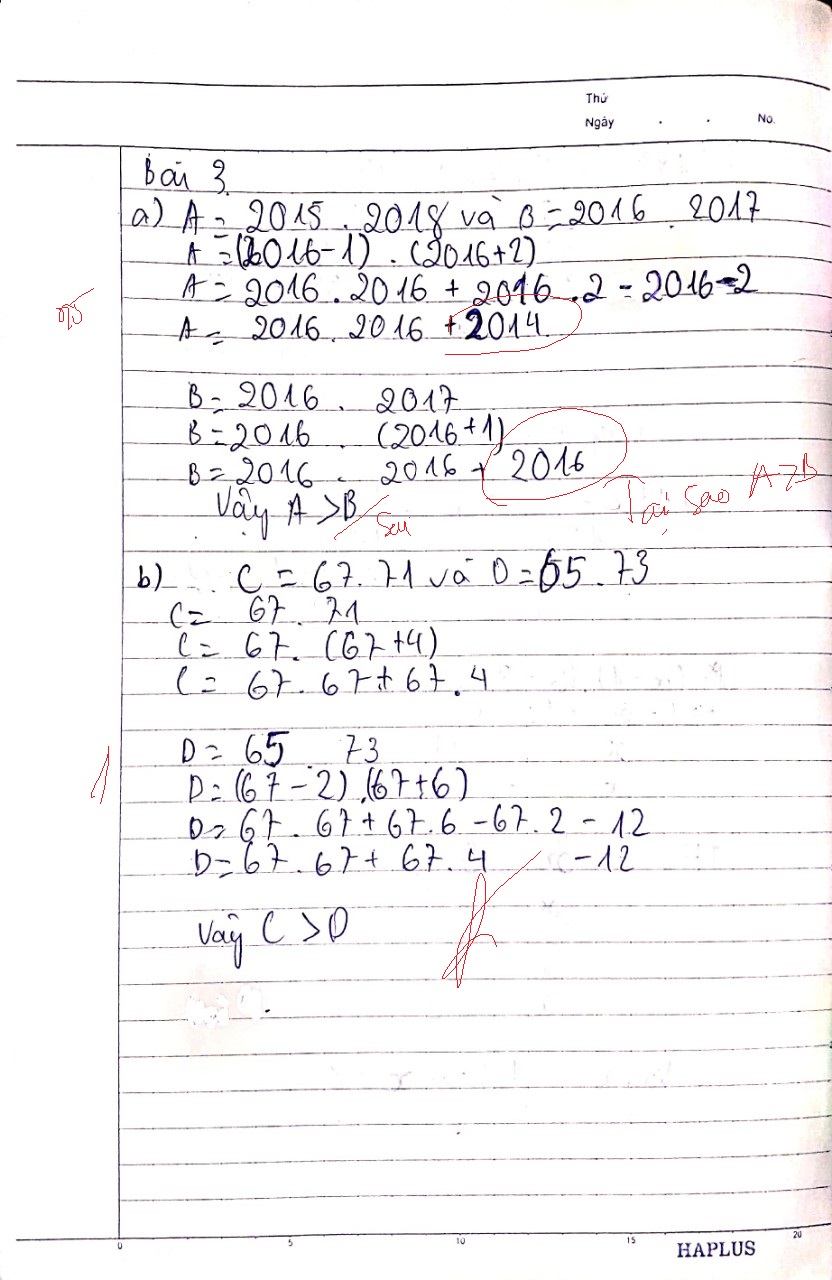 Thứ
Ngày . . No.
Bài 3
a) A = 2015 . 2018 và B = 2016 . 2017
A = (2016-1) . (2016+2)
A = 2016 . 2016 + 2016 . 2 - 2016-2
A = 2016 . 2016 + 2014
B = 2016 . 2017
B = 2016 . (2016+1)
B = 2016 . 2016 + 2016
Tại sao A>B
Vậy A >B
Sai
b) C = 67.71 và D = 65.73
C = 67. 71
C = 67. (67+4)
C = 67. 67 + 67.4
D = 65 . 73
1
D = (67-2).(67+6)
D = 67. 67 + 67.6 -67.2 - 12
D = 67. 67 + 67.4 -12
Vậy C >D
0 5 10 15 20
HAPLUS